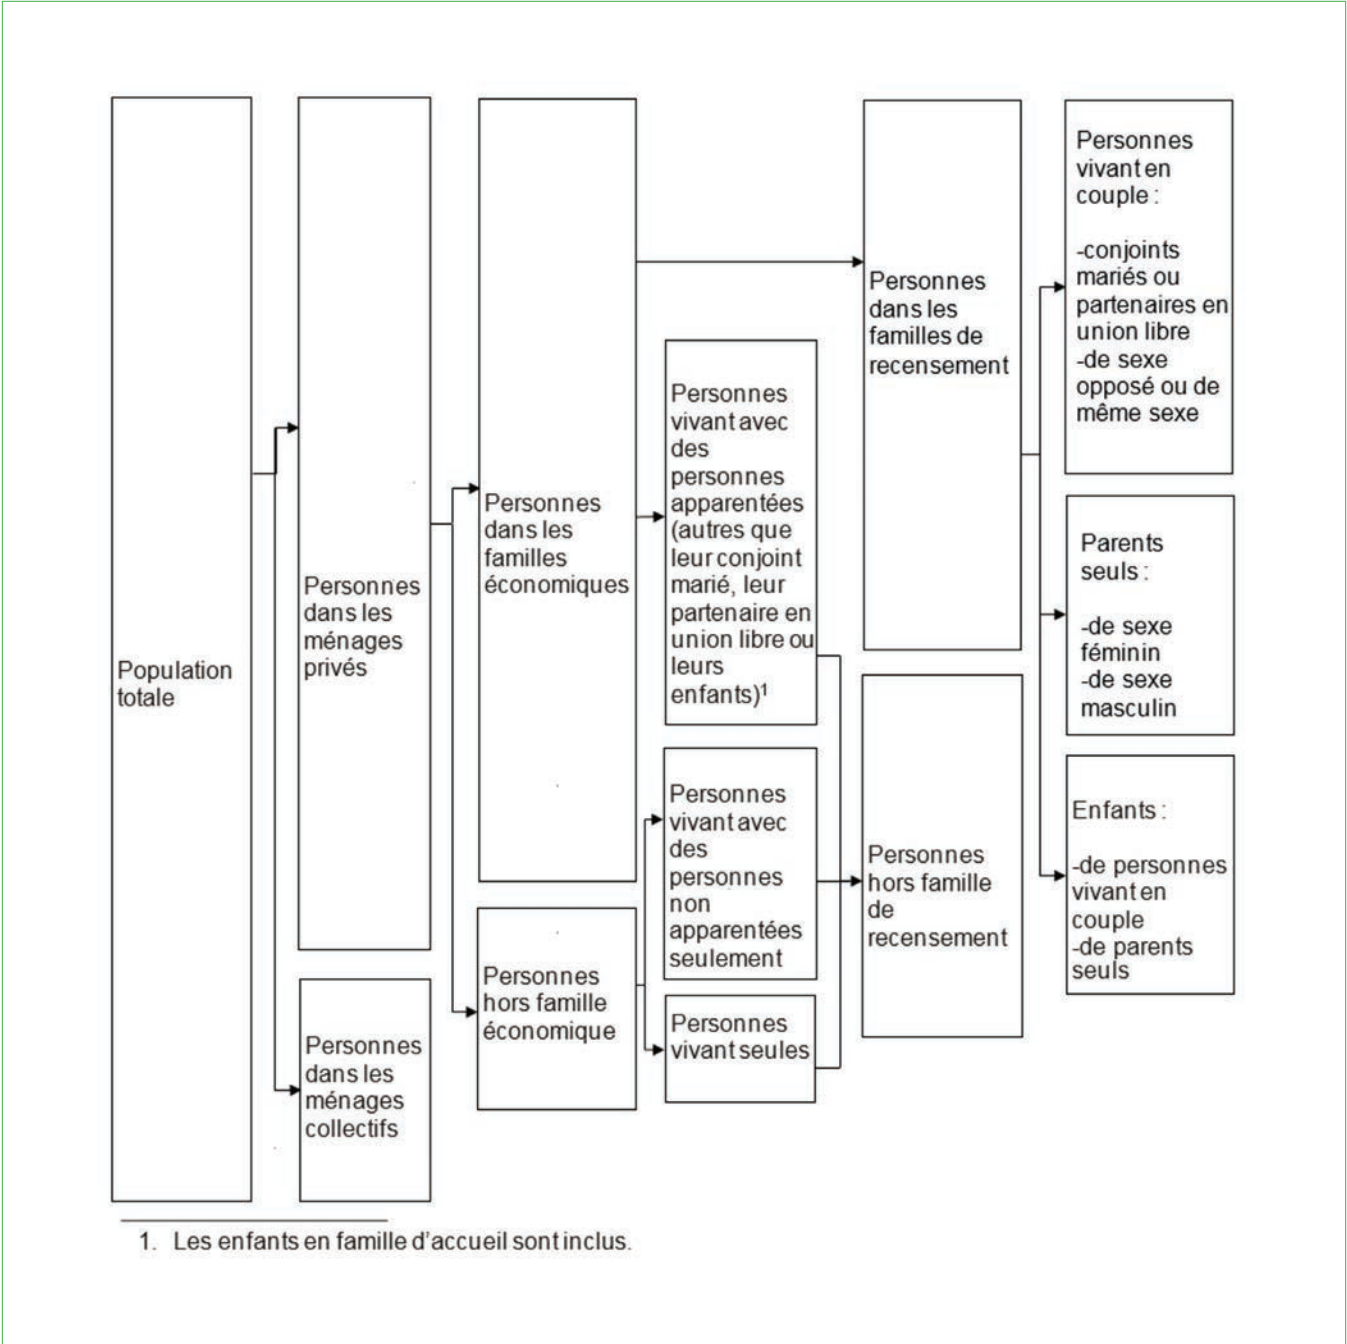 Population
totale
Personnes
dans les
ménages
privés
Personnes
dans les
ménages
collectifs
Personnes
dans les
familles
économiques
Personnes
hors famille
économique
Personnes
vivant avec
des
personnes
apparentées
(autres que
leur conjoint
marié, leur
partenaire en
union libre ou
leurs
enfants)¹
Personnes
vivant avec
des
personnes
non
apparentées
seulement
Personnes
vivant seules
Personnes
dans les
familles de
recensement
Personnes
hors famille
de
recensement
Personnes
vivant en
couple :
-conjoints
mariés ou
partenaires en
union libre
-de sexe
opposé ou de
même sexe
Parents
seuls :
-de sexe
féminin
-de sexe
masculin
Enfants :
-de personnes
vivant en
couple
-de parents
seuls
1. Les enfants en famille d'accueil sont inclus.